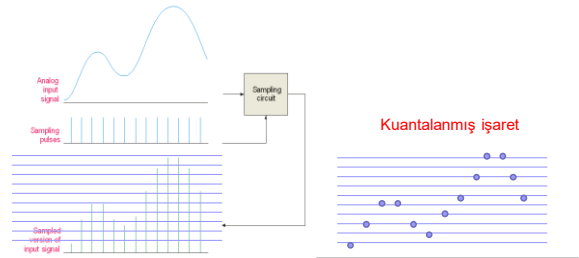 Analog
input
signal
Sampling
circuit
Sampling
pulses
Sampled
version of
input signal
Kuantalanmış işaret